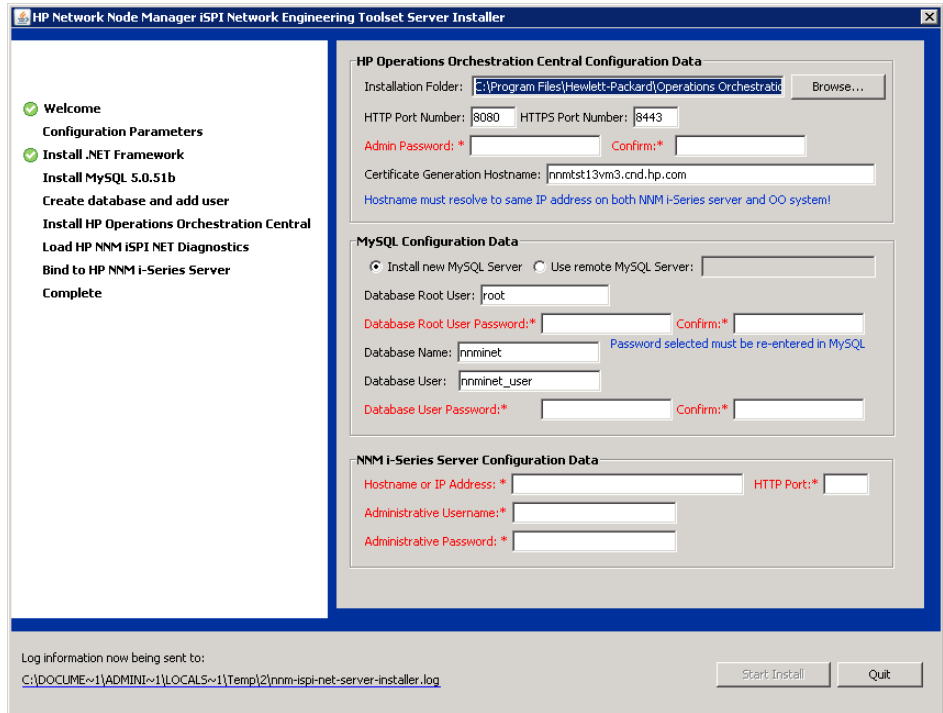 HP Network Node Manager iSPI Network Engineering Toolset Server Installer
Welcome
Configuration Parameters
Install .NET Framework
Install MySQL 5.0.51b
Create database and add user
Install HP Operations Orchestration Central
Load HP NNM iSPI NET Diagnostics
Bind to HP NNM i-Series Server
Complete
HP Operations Orchestration Central Configuration Data
Installation Folder: C:\Program Files\Hewlett-Packard\Operations Orchestratic Browse...
HTTP Port Number: 8080 HTTPS Port Number: 8443
Admin Password: * Confirm:*
Certificate Generation Hostname: nnmtst13vm3.cnd.hp.com
Hostname must resolve to same IP address on both NNM i-Series server and OO system!
MySQL Configuration Data
Install new MySQL Server Use remote MySQL Server:
Database Root User: root
Database Root User Password:* Confirm:*
Database Name: nnminet Password selected must be re-entered in MySQL
Database User: nnminet_user
Database User Password:* Confirm:*
NNM i-Series Server Configuration Data
Hostname or IP Address: * HTTP Port:*
Administrative Username:*
Administrative Password: *
Log information now being sent to:
C:\DOCUME~1\ADMINI~1\LOCALS~1\Temp\2\nnm-ispi-net-server-installer.log
Start Install Quit